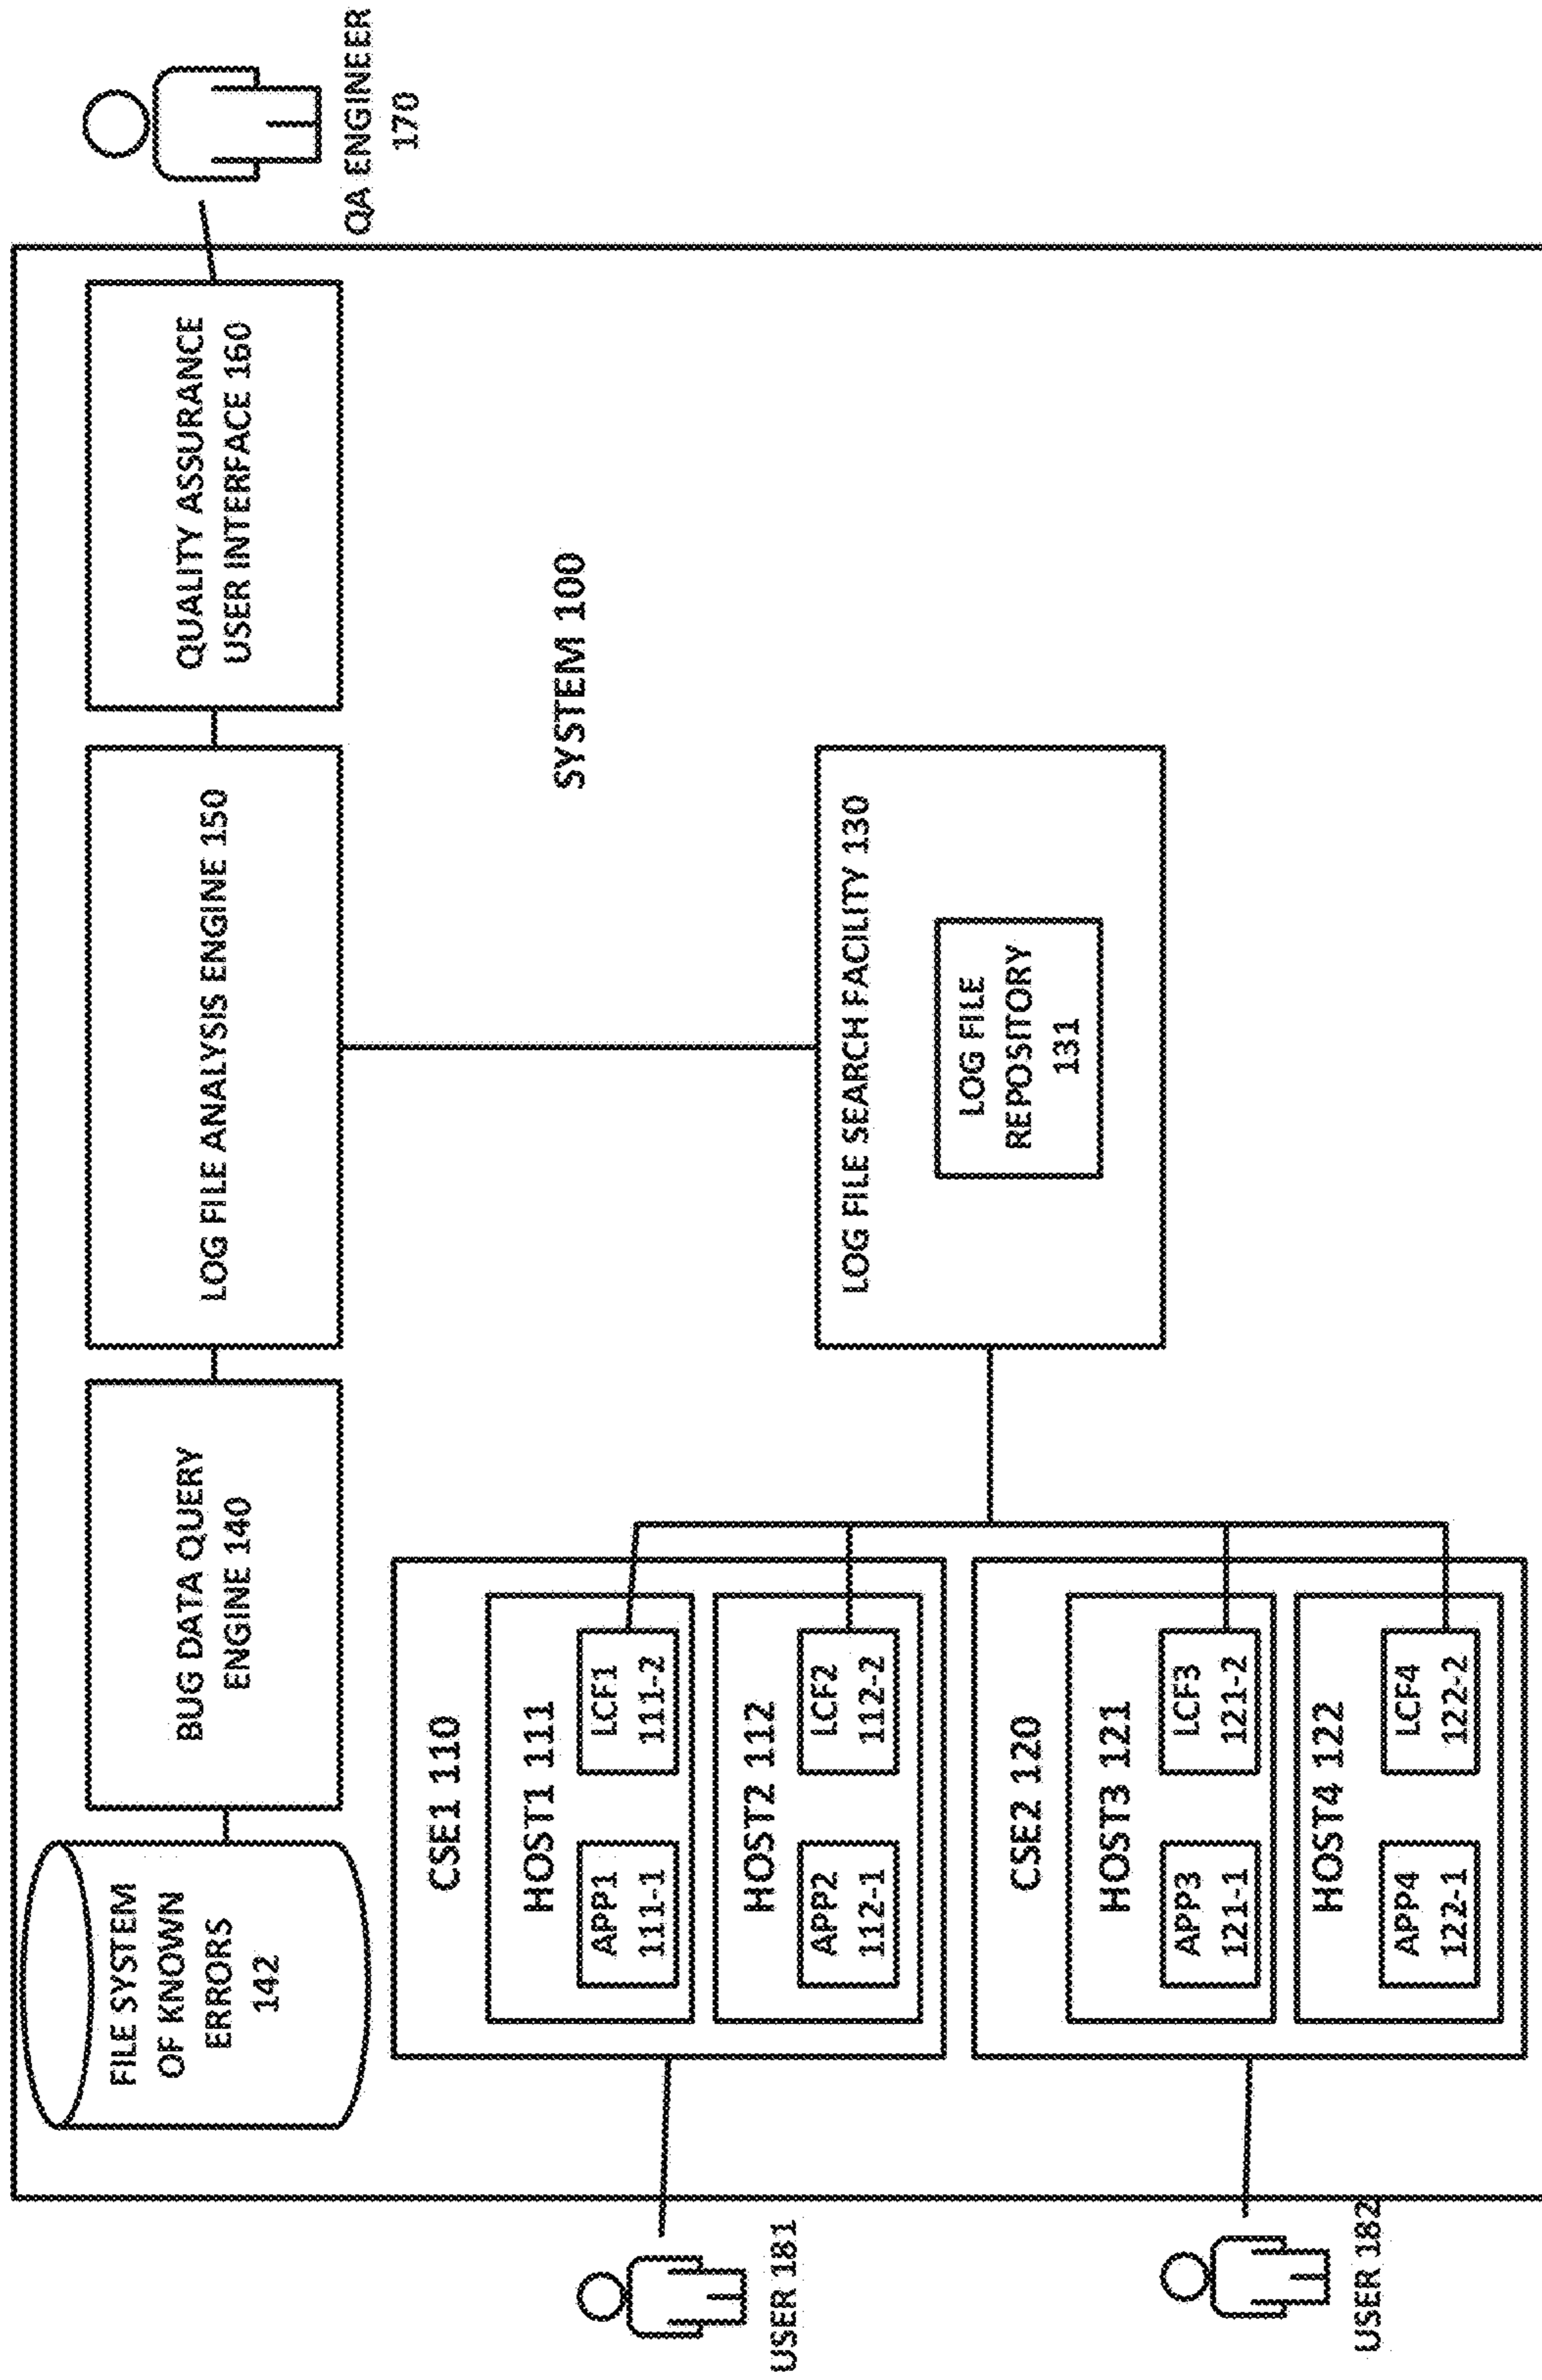 FILE SYSTEM
OF KNOWN
ERRORS
142
BUG DATA QUERY
ENGINE 140
LOG FILE ANALYSIS ENGINE 150
QUALITY ASSURANCE
USER INTERFACE 160
QA ENGINEER
170
SYSTEM 100
CSE1 110
HOST1 111
APP1
111-1
LCF1
111-2
HOST2 112
APP2
112-1
LCF2
112-2
LOG FILE SEARCH FACILITY 130
LOG FILE
REPOSITORY
131
CSE2 120
HOST3 121
APP3
121-1
LCF3
121-2
HOST4 122
APP4
122-1
LCF4
122-2
USER 181
USER 182